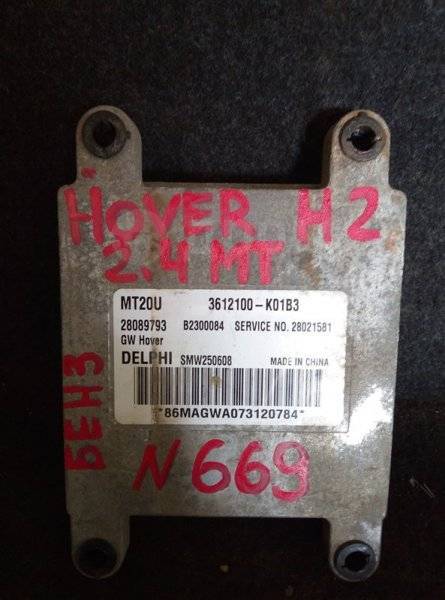 HOVER H2
2.4 MT
MT20U 3612100-K01B3
28089793 B2300084 SERVICE NO. 28021581
GW Hover
DELPHI SMW250608 MADE IN CHINA
*86MAGWA073120784*
БЕНЗ
N 669